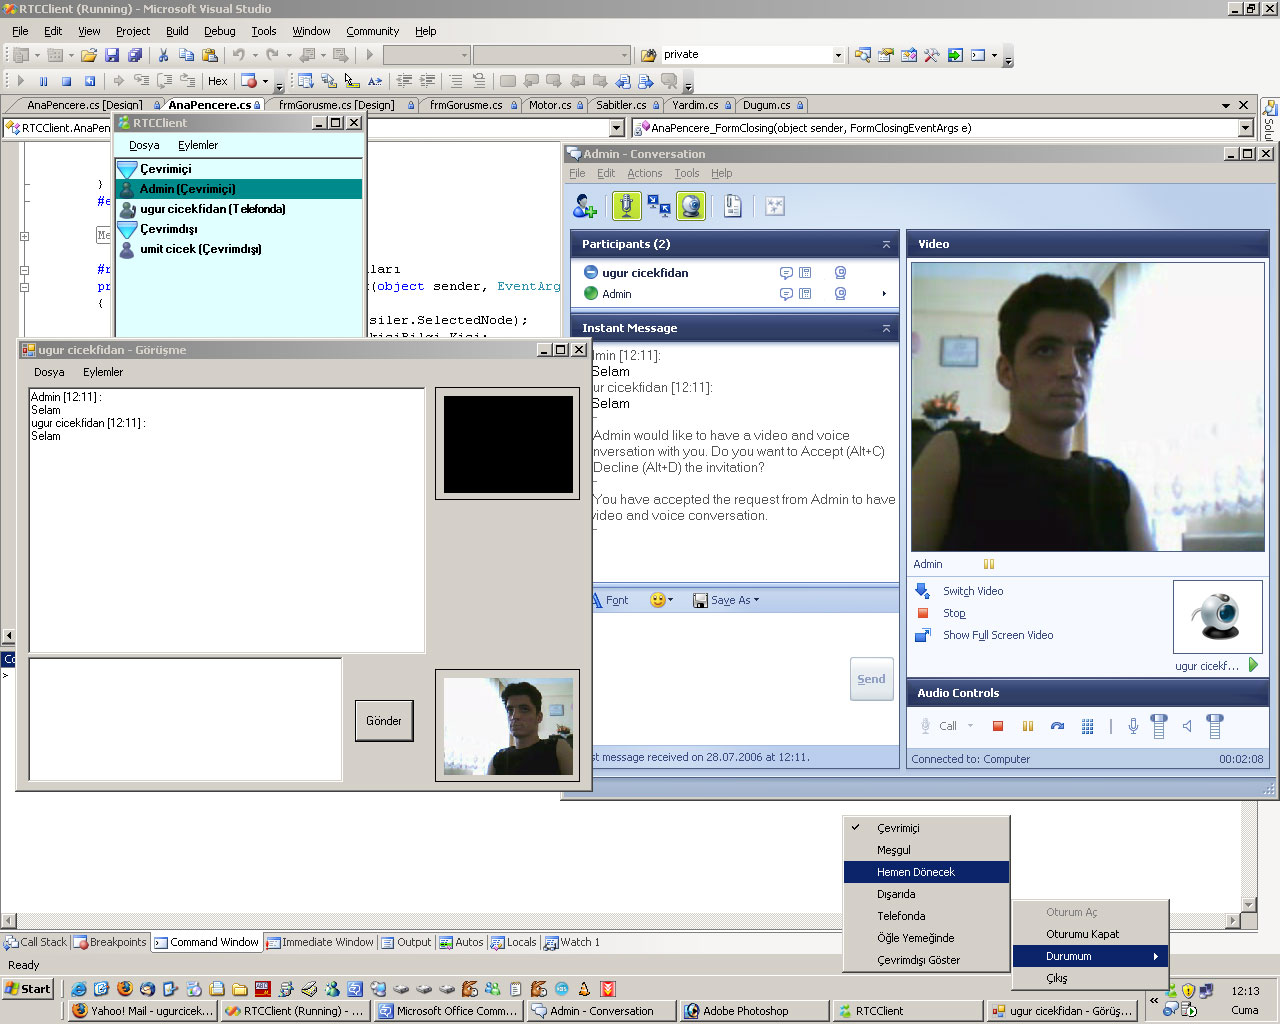 RTCClient (Running) - Microsoft Visual Studio
File Edit View Project Build Debug Tools Window Community Help
private
Hex
AnaPencere.cs [Design] AnaPencere.cs frmGorusme.cs [Design] frmGorusme.cs Motor.cs Sabitler.cs Yardim.cs Dugum.cs
RTCClient.AnaPen
AnaPencere_FormClosing(object sender, FormClosingEventArgs e)
RTCClient
Dosya Eylemler
Çevrimiçi
Admin (Çevrimiçi)
ugur cicekfidan (Telefonda)
Çevrimdışı
umit cicek (Çevrimdışı)
}
#e
Me
#r
ları
pr
(object sender, EventArg
{
siler.SelectedNode);
ugur cicekfidan - Görüşme
Dosya Eylemler
Admin [12:11] :
Selam
ugur cicekfidan [12:11] :
Selam
Gönder
Admin - Conversation
File Edit Actions Tools Help
Participants (2)
ugur cicekfidan
Admin
Instant Message
min [12:11]:
Selam
ur cicekfidan [12:11]:
Selam
Admin would like to have a video and voice
nversation with you. Do you want to Accept (Alt+C)
Decline (Alt+D) the invitation?
You have accepted the request from Admin to have
video and voice conversation.
Font Save As
Send
st message received on 28.07.2006 at 12:11.
Video
Admin
Switch Video
Stop
Show Full Screen Video
ugur cicekf...
Audio Controls
Call
Connected to: Computer 00:02:08
Solu
Co
>
Çevrimiçi
Meşgul
Hemen Dönecek
Dışarıda
Telefonda
Öğle Yemeğinde
Çevrimdışı Göster
Oturum Aç
Oturumu Kapat
Durumum
Çıkış
Call Stack Breakpoints Command Window Immediate Window Output Autos Locals Watch 1
Ready
Start
12:13
Yahoo! Mail - ugurcicek... RTCClient (Running) - ... Microsoft Office Comm... Admin - Conversation Adobe Photoshop RTCClient ugur cicekfidan - Görüş...
Cuma